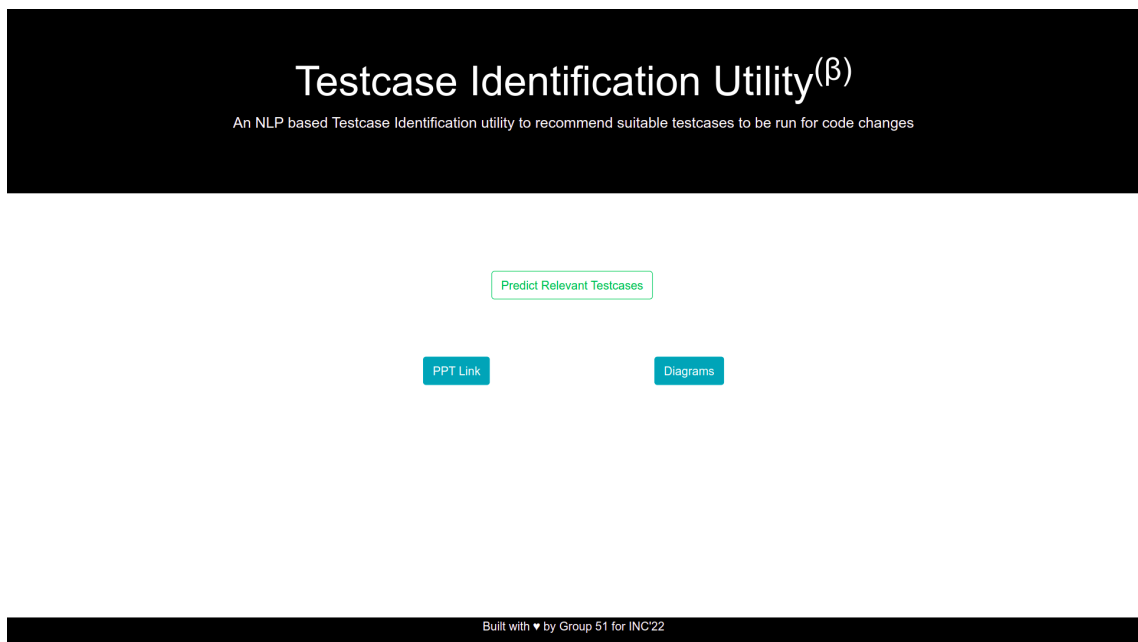 Testcase Identification Utility(β)
An NLP based Testcase Identification utility to recommend suitable testcases to be run for code changes
Predict Relevant Testcases
PPT Link
Diagrams
Built with ♥ by Group 51 for INC'22